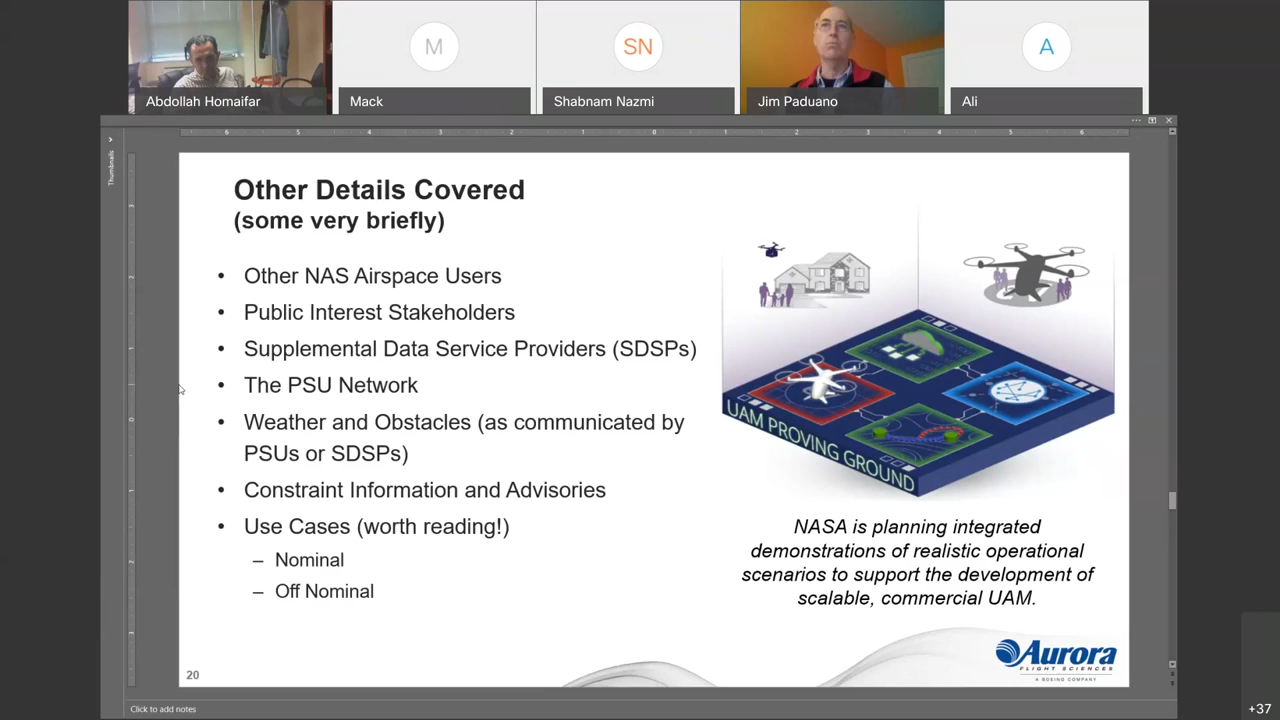 M
SN
A
Abdollah Homaifar
Mack
Shabnam Nazmi
Jim Paduano
Ali
Thumbnails
Other Details Covered
(some very briefly)
• Other NAS Airspace Users
• Public Interest Stakeholders
• Supplemental Data Service Providers (SDSPs)
• The PSU Network
• Weather and Obstacles (as communicated by
PSUs or SDSPs)
• Constraint Information and Advisories
• Use Cases (worth reading!)
– Nominal
– Off Nominal
UAM PROVING GROUND
NASA is planning integrated
demonstrations of realistic operational
scenarios to support the development of
scalable, commercial UAM.
20
Aurora
FLIGHT SCIENCES
A BOEING COMPANY
Click to add notes
+37